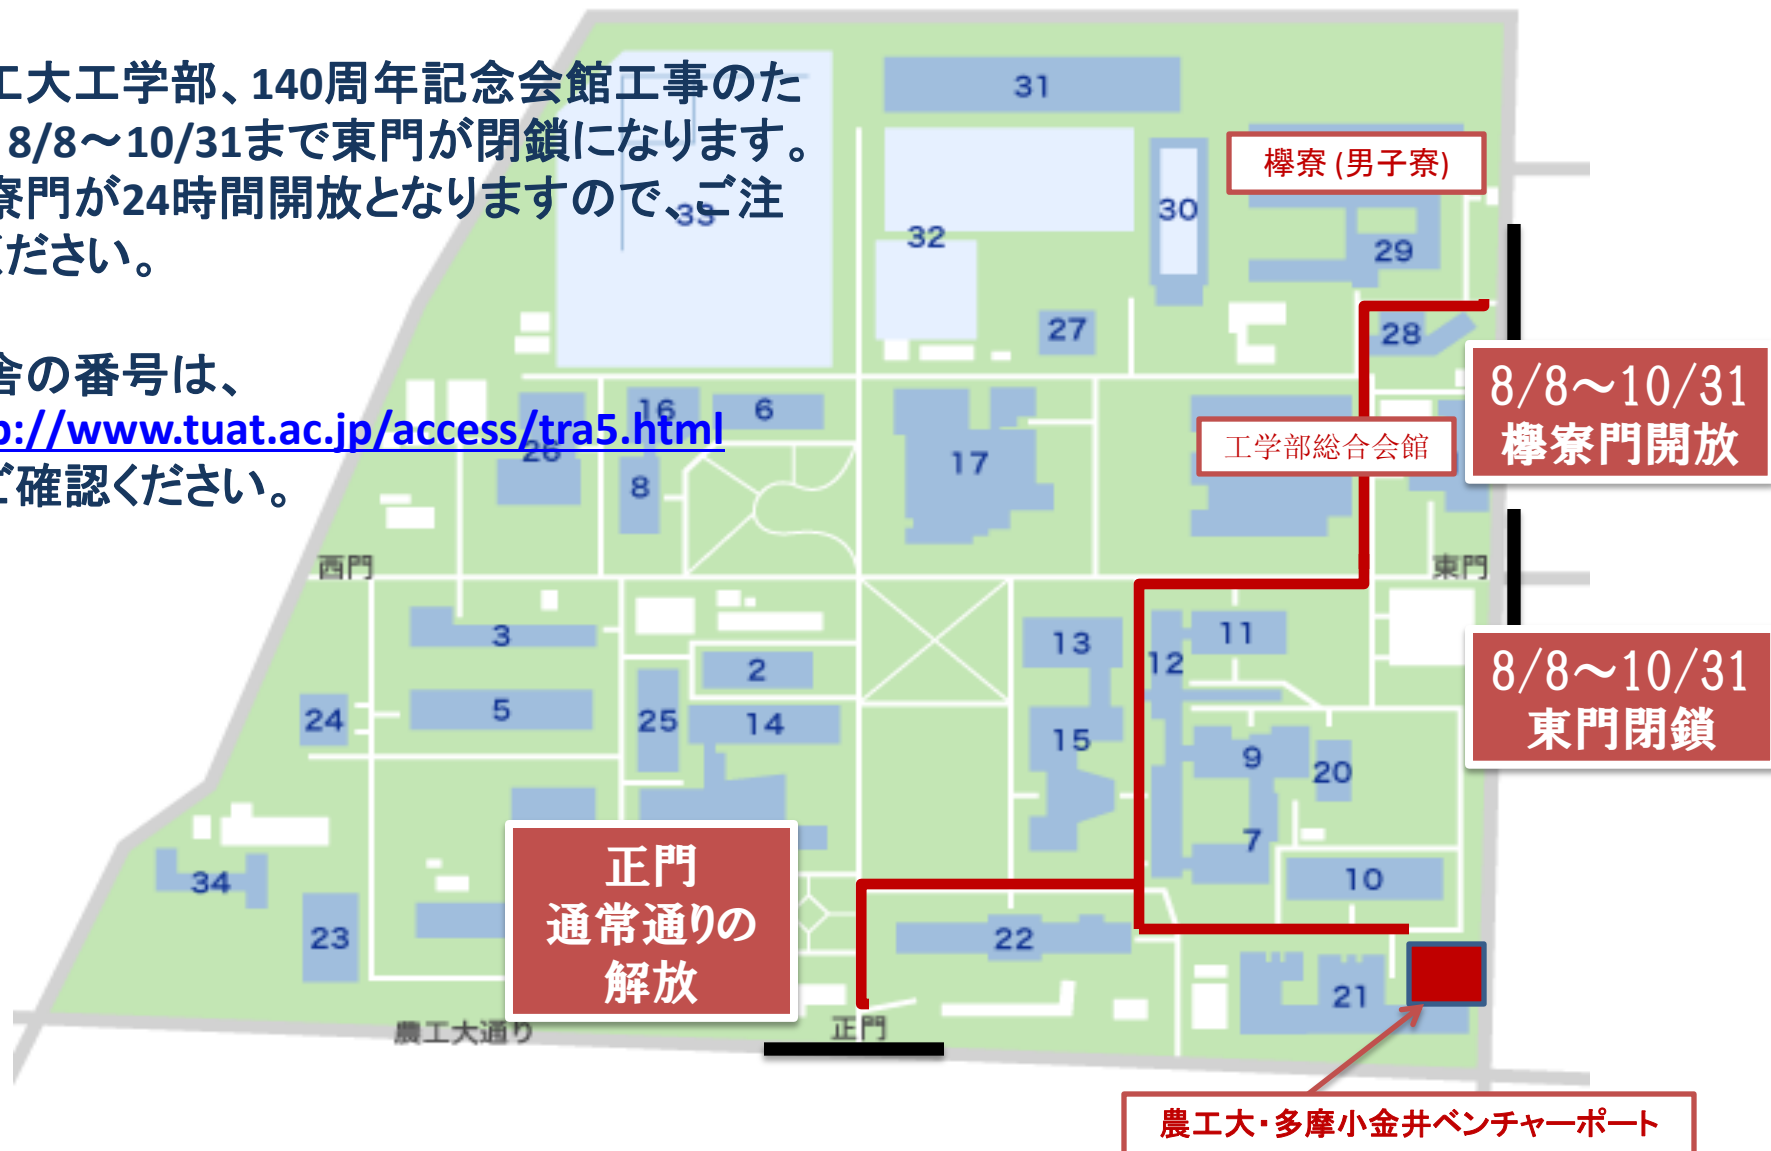 工大工学部、140周年記念会館工事のた
8/8～10/31まで東門が閉鎖になります。
寮門が24時間開放となりますので、ご注
ください。
舎の番号は、
p://www.tuat.ac.jp/access/tra5.html
ご確認ください。
31
欅寮 (男子寮)
33
32
30
29
27
28
8/8～10/31
欅寮門開放
16
6
26
8
17
工学部総合会館
西門
東門
3
2
13
11
12
24
5
25
14
15
9
20
8/8～10/31
東門閉鎖
7
34
10
23
正門
通常通りの
解放
22
21
農工大通り
正門
農工大・多摩小金井ベンチャーポート